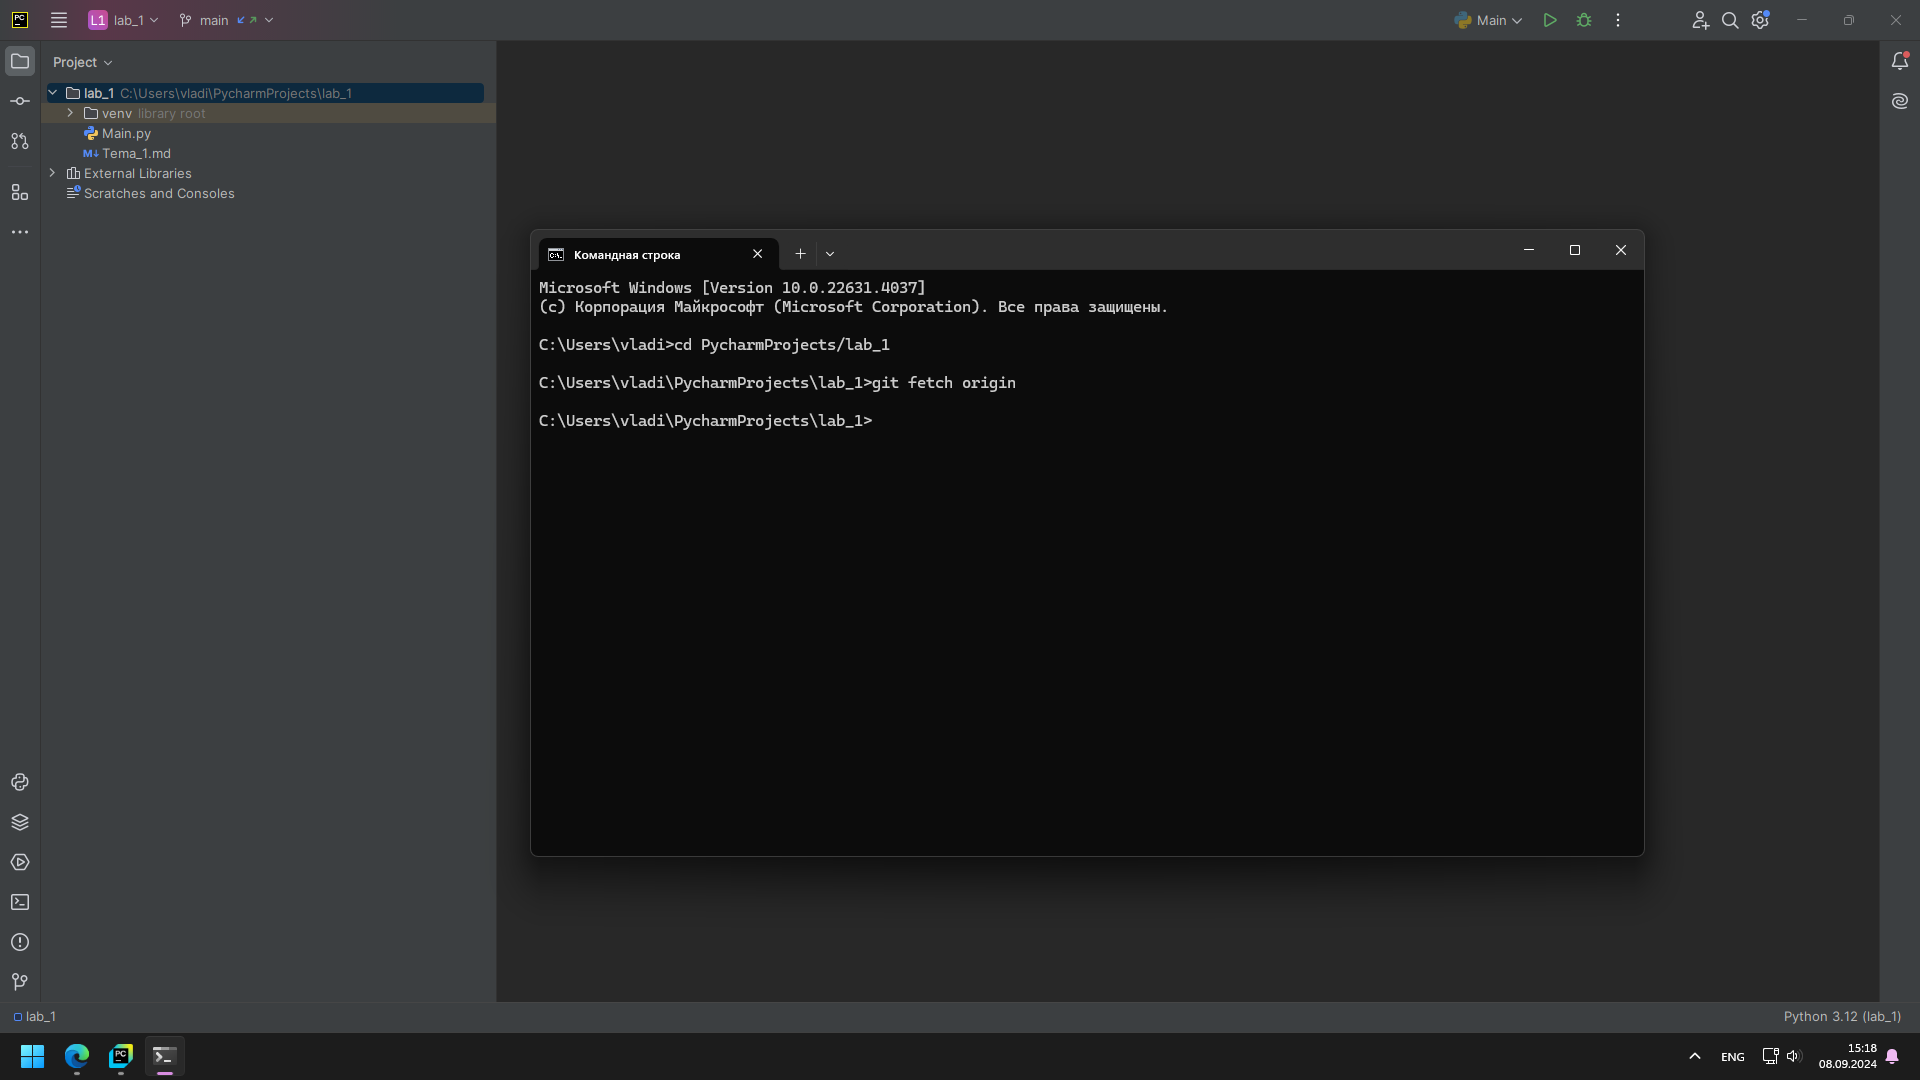 PC
L1 lab_1
main
Main
Project
lab_1 C:\Users\vladi\PycharmProjects\lab_1
venv library root
Main.py
M↓ Tema_1.md
External Libraries
Scratches and Consoles
C:\. Командная строка
Microsoft Windows [Version 10.0.22631.4037]
(c) Корпорация Майкрософт (Microsoft Corporation). Все права защищены.
C:\Users\vladi>cd PycharmProjects/lab_1
C:\Users\vladi\PycharmProjects\lab_1>git fetch origin
C:\Users\vladi\PycharmProjects\lab_1>
lab_1
Python 3.12 (lab_1)
PC
ENG
15:18
08.09.2024